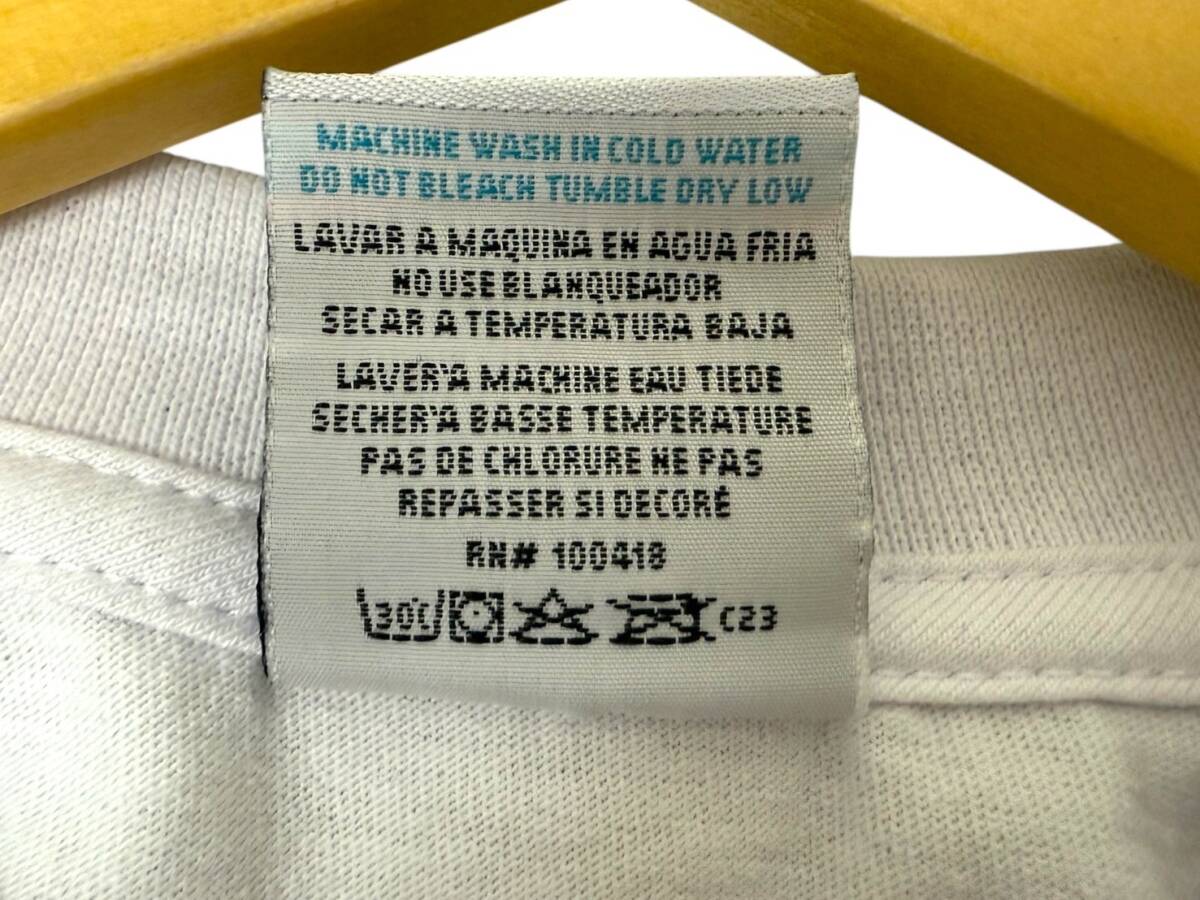 MACHINE WASH IN COLD WATER
DO NOT BLEACH TUMBLE DRY LOW
LAVAR A MAQUINA EN AGUA FRIA
NO USE BLANQUEADOR
SECAR A TEMPERATURA BAJA
LAVER'A MACHINE EAU TIEDE
SECHER'A BASSE TEMPERATURE
PAS DE CHLORURE NE PAS
REPASSER SI DECORÉ
RN# 100418
30C C23